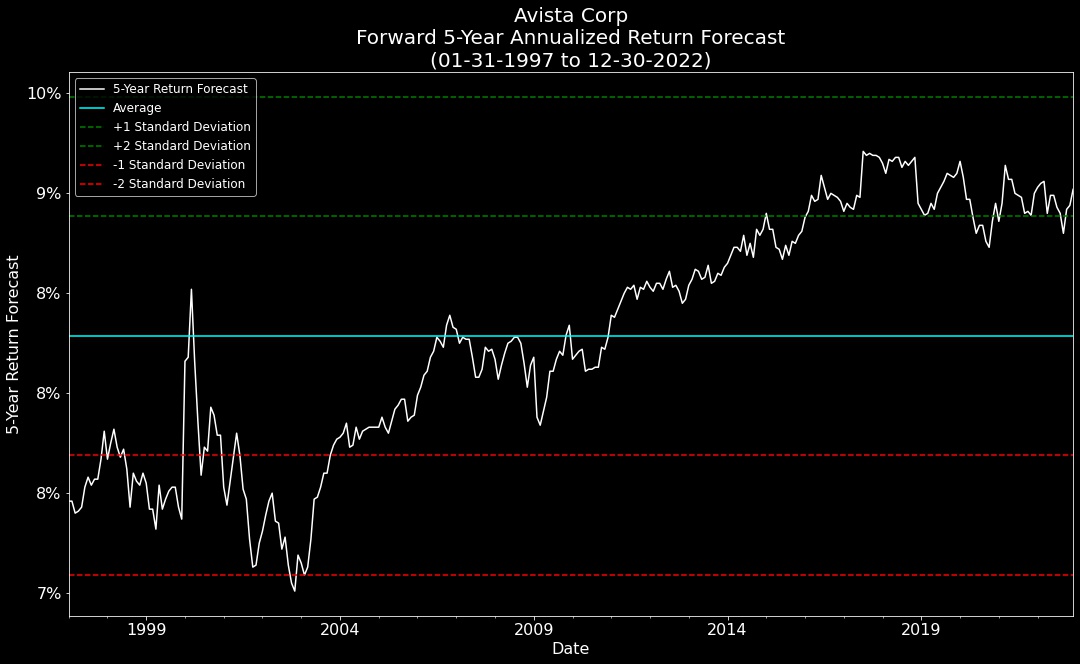 Avista Corp
Forward 5-Year Annualized Return Forecast
(01-31-1997 to 12-30-2022)
5-Year Return Forecast
Average
+1 Standard Deviation
+2 Standard Deviation
-1 Standard Deviation
-2 Standard Deviation
10%
9%
8%
8%
8%
7%
5-Year Return Forecast
1999
2004
2009
2014
2019
Date